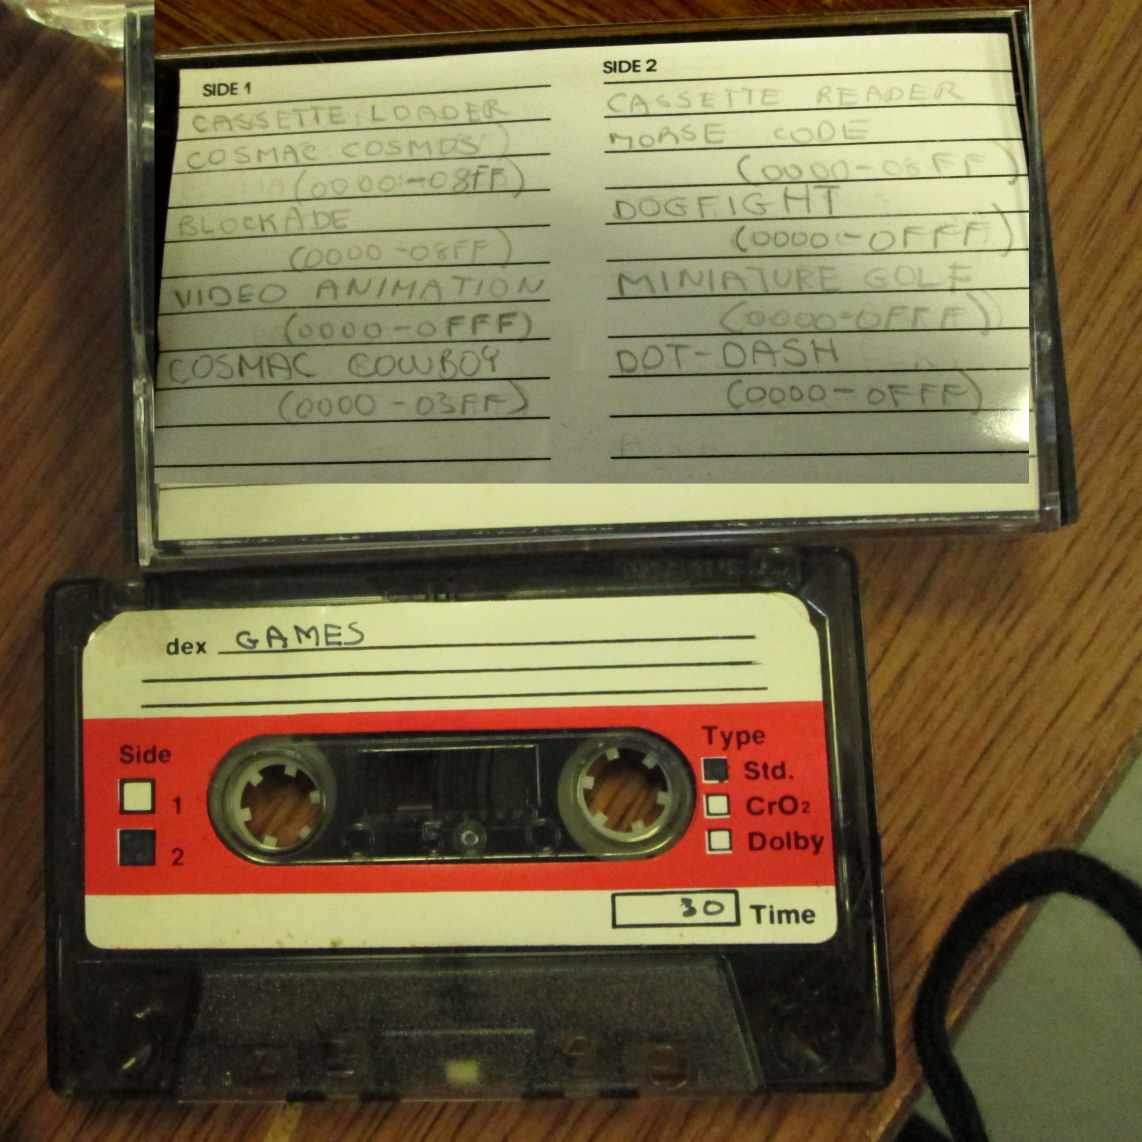 SIDE 1
CASSETTE LOADER
COSMAC COSMOS
(0000-08FF)
BLOCKADE
(0000-08FF)
VIDEO ANIMATION
(0000-0FFF)
COSMAC COWBOY
(0000-03FF)
SIDE 2
CASSETTE READER
MORSE CODE
(0000-06FF)
DOGFIGHT
(0000-0FFF)
MINIATURE GOLF
(0000-0FFF)
DOT-DASH
(0000-0FFF)
dex GAMES
Side
1
2
Type
Std.
CrO2
Dolby
30 Time